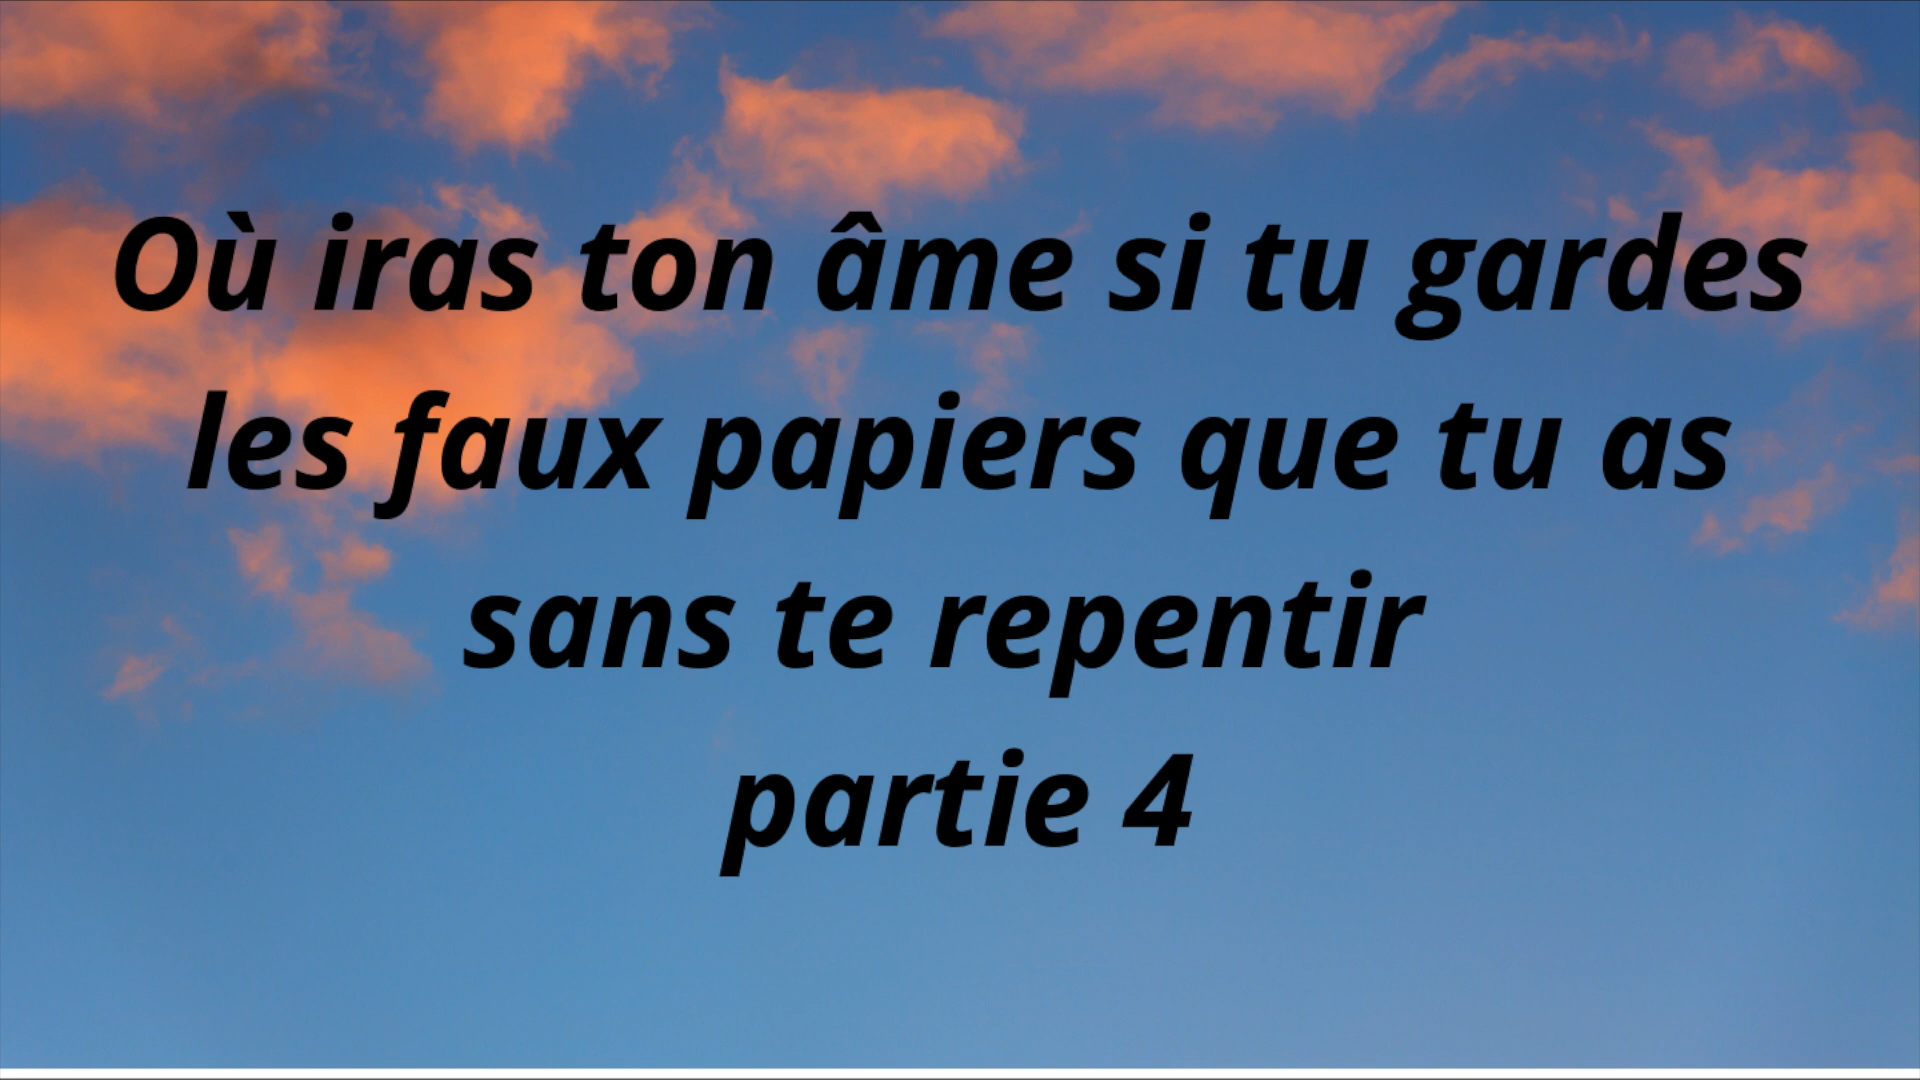 Où iras ton âme si tu gardes
les faux papiers que tu as
sans te repentir
partie 4